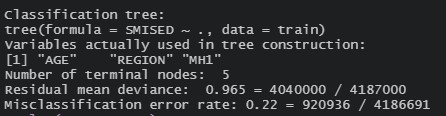 Classification tree:
tree(formula = SMISED ~ ., data = train)
Variables actually used in tree construction:
[1] "AGE"    "REGION" "MH1"
Number of terminal nodes:  5
Residual mean deviance:  0.965 = 4040000 / 4187000
Misclassification error rate: 0.22 = 920936 / 4186691